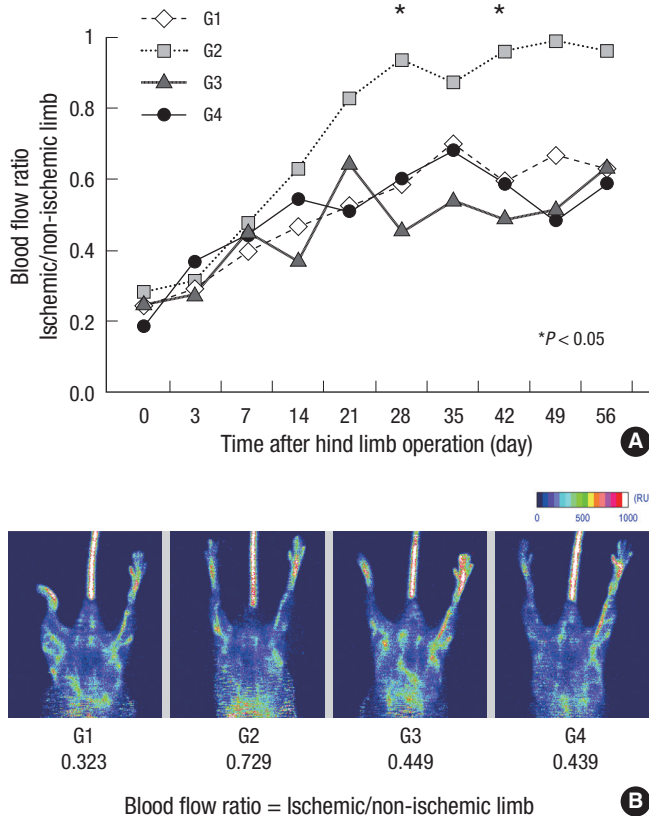 * *
G1
G2
G3
G4
1
0.8
0.6
0.4
0.2
0.0
Blood flow ratio
Ischemic/non-ischemic limb
*P < 0.05
0 3 7 14 21 28 35 42 49 56
Time after hind limb operation (day)
A
(RU
0 500 1000
G1 G2 G3 G4
0.323 0.729 0.449 0.439
Blood flow ratio = Ischemic/non-ischemic limb
B